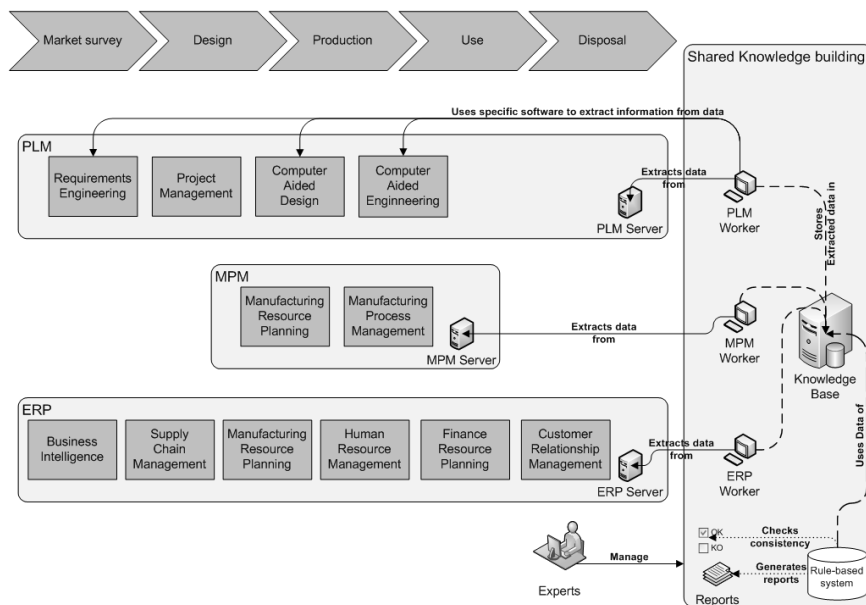 Market survey
Design
Production
Use
Disposal
Shared Knowledge building
Uses specific software to extract information from data
PLM
Requirements
Engineering
Project
Management
Computer
Aided
Design
Computer
Aided
Enginneering
PLM Server
Extracts data
from
PLM
Worker
Stores
Extracted data in
MPM
Manufacturing
Resource
Planning
Manufacturing
Process
Management
MPM Server
Extracts data
from
MPM
Worker
Knowledge
Base
ERP
Business
Intelligence
Supply
Chain
Management
Manufacturing
Resource
Planning
Human
Resource
Management
Finance
Resource
Planning
Customer
Relationship
Management
ERP Server
Extracts data
from
ERP
Worker
Uses Data of
Experts
Manage
OK
KO
Checks
consistency
Generates
reports
Reports
Rule-based
system